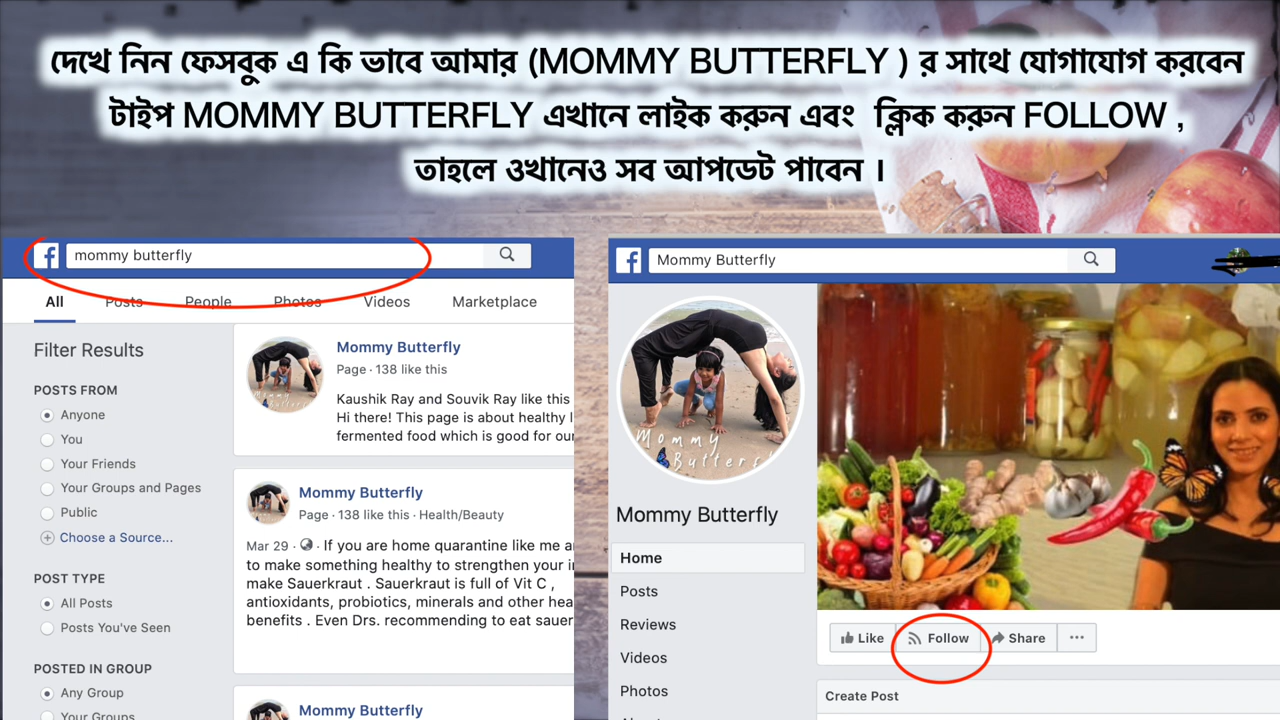 দেখে নিন ফেসবুক এ কি ভাবে আমার (MOMMY BUTTERFLY ) র সাথে যোগাযোগ করবেন
টাইপ MOMMY BUTTERFLY এখানে লাইক করুন এবং ক্লিক করুন FOLLOW ,
তাহলে ওখানেও সব আপডেট পাবেন ।
mommy butterfly
All Posts People Photos Videos Marketplace
Filter Results
POSTS FROM
Anyone
You
Your Friends
Your Groups and Pages
Public
Choose a Source...
POST TYPE
All Posts
Posts You've Seen
POSTED IN GROUP
Any Group
Your Groups
Mommy Butterfly
Page · 138 like this
Kaushik Ray and Souvik Ray like this
Hi there! This page is about healthy
fermented food which is good for
Mommy Butterfly
Page · 138 like this · Health/Beauty
Mar 29 · If you are home quarantine like me
to make something healthy to strengthen your
make Sauerkraut . Sauerkraut is full of Vit C ,
antioxidants, probiotics, minerals and other
benefits . Even Drs. recommending to eat
Mommy Butterfly
Mommy Butterfly
Mommy
Mommy Butterfly
Home
Posts
Reviews
Videos
Photos
Like Follow Share ...
Create Post